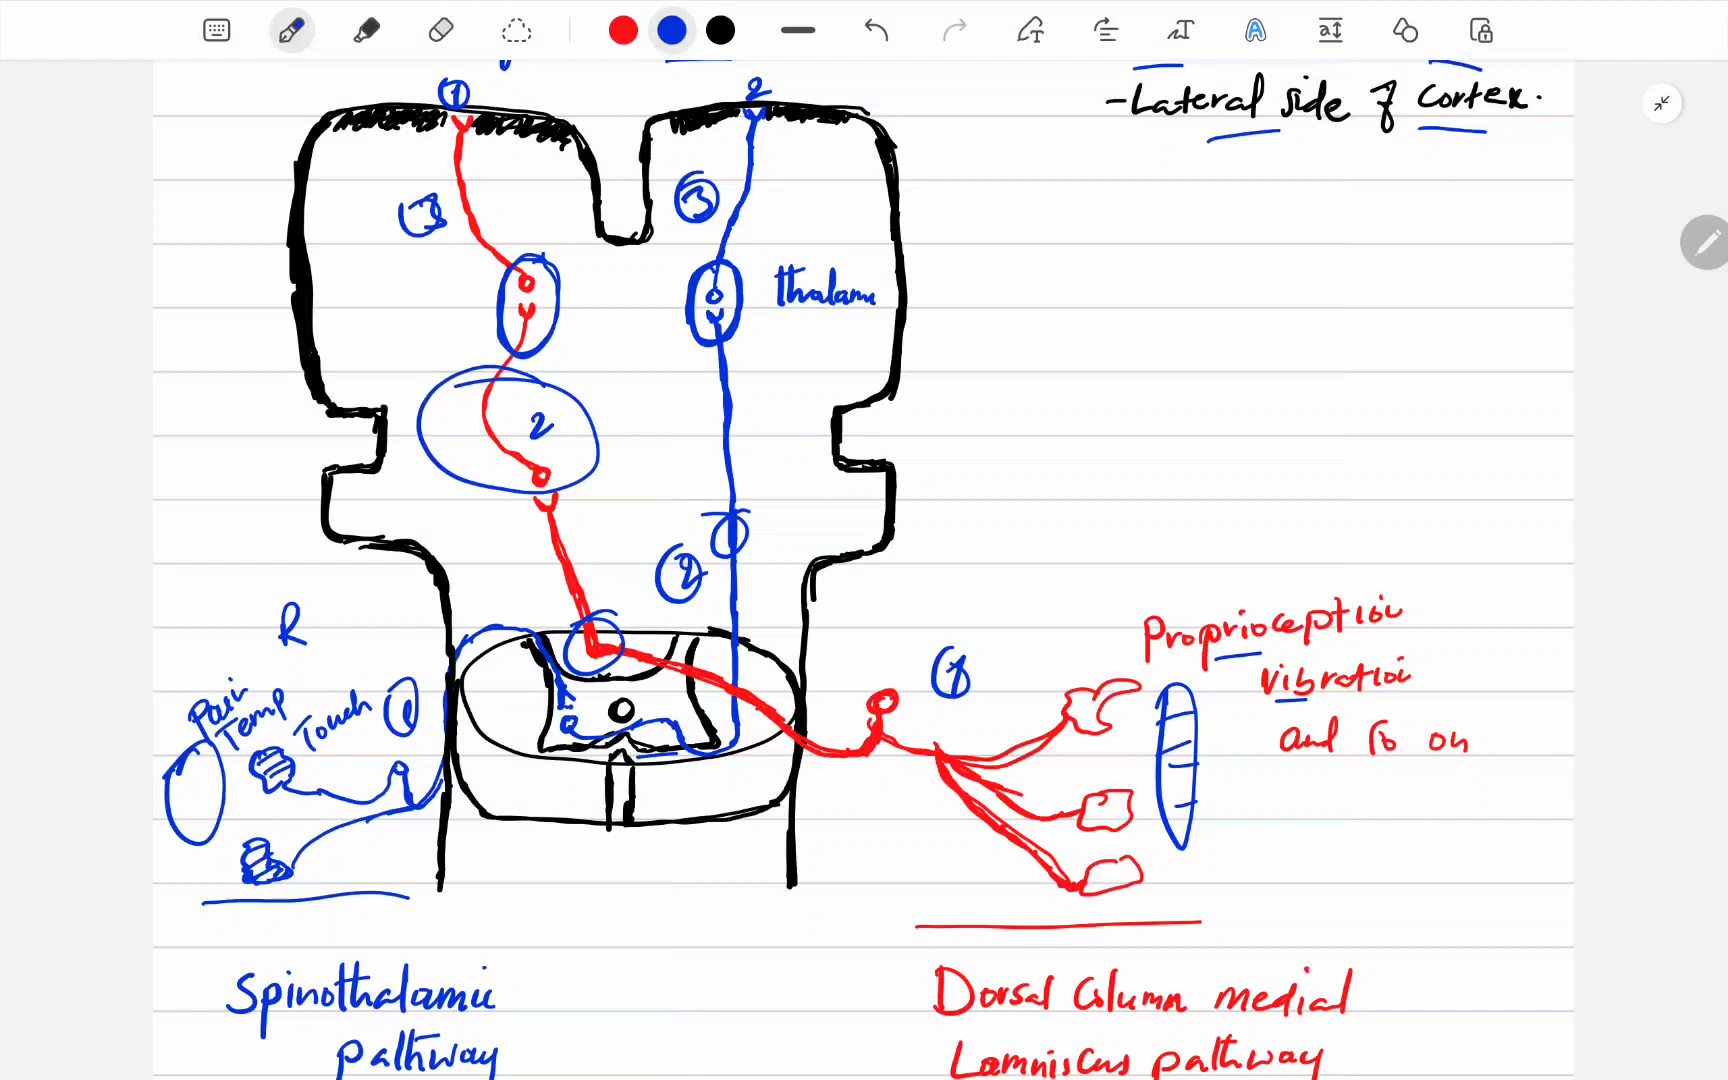 ① 2
-Lateral side of cortex.
3 ③
thalamu
2
②
R
Proprioception
vibration
and so on
①
Pain
Temp
Touch ①
Spinothalamic
pathway
Dorsal Column medial
Lemniscus pathway